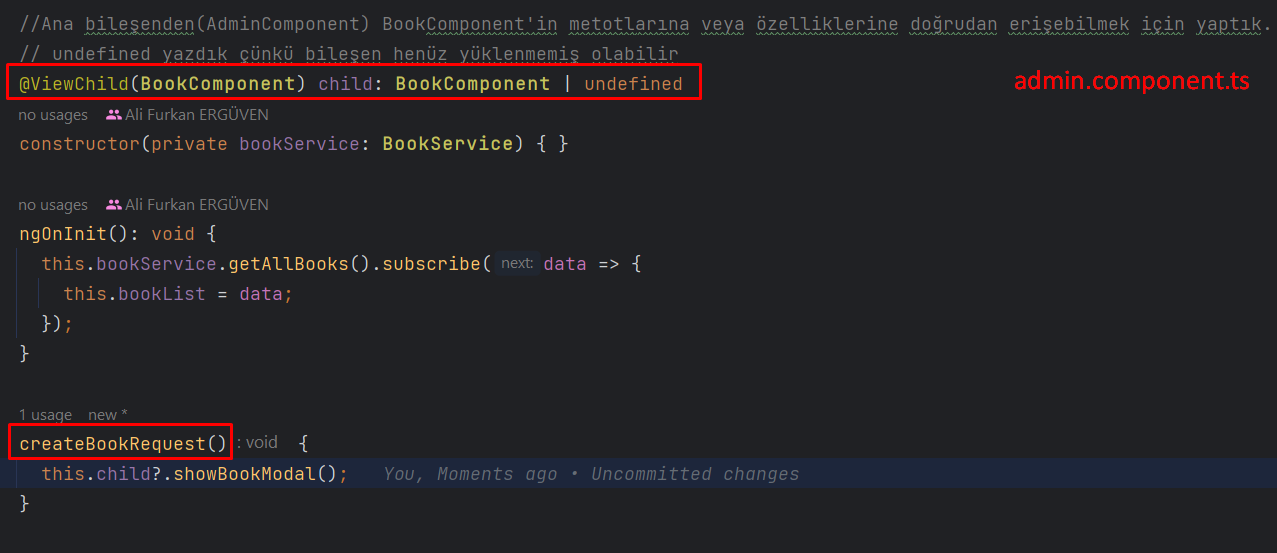 //Ana bileşenden(AdminComponent) BookComponent'in metotlarına veya özelliklerine doğrudan erişebilmek için yaptık.
// undefined yazdık çünkü bileşen henüz yüklenmemiş olabilir
@ViewChild(BookComponent) child: BookComponent | undefined
admin.component.ts
no usages Ali Furkan ERGÜVEN
constructor(private bookService: BookService) { }
no usages Ali Furkan ERGÜVEN
ngOnInit(): void {
this.bookService.getAllBooks().subscribe( next: data => {
this.bookList = data;
});
}
1 usage new *
createBookRequest() : void {
this.child?.showBookModal(); You, Moments ago • Uncommitted changes
}